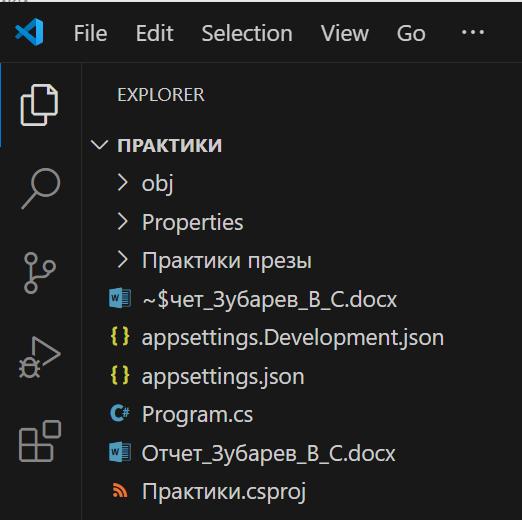 File Edit Selection View Go ···
EXPLORER
ПРАКТИКИ
obj
Properties
Практики презы
~$чет_Зубарев_В_С.docx
{} appsettings.Development.json
{} appsettings.json
C# Program.cs
Отчет_Зубарев_В_С.docx
Практики.csproj